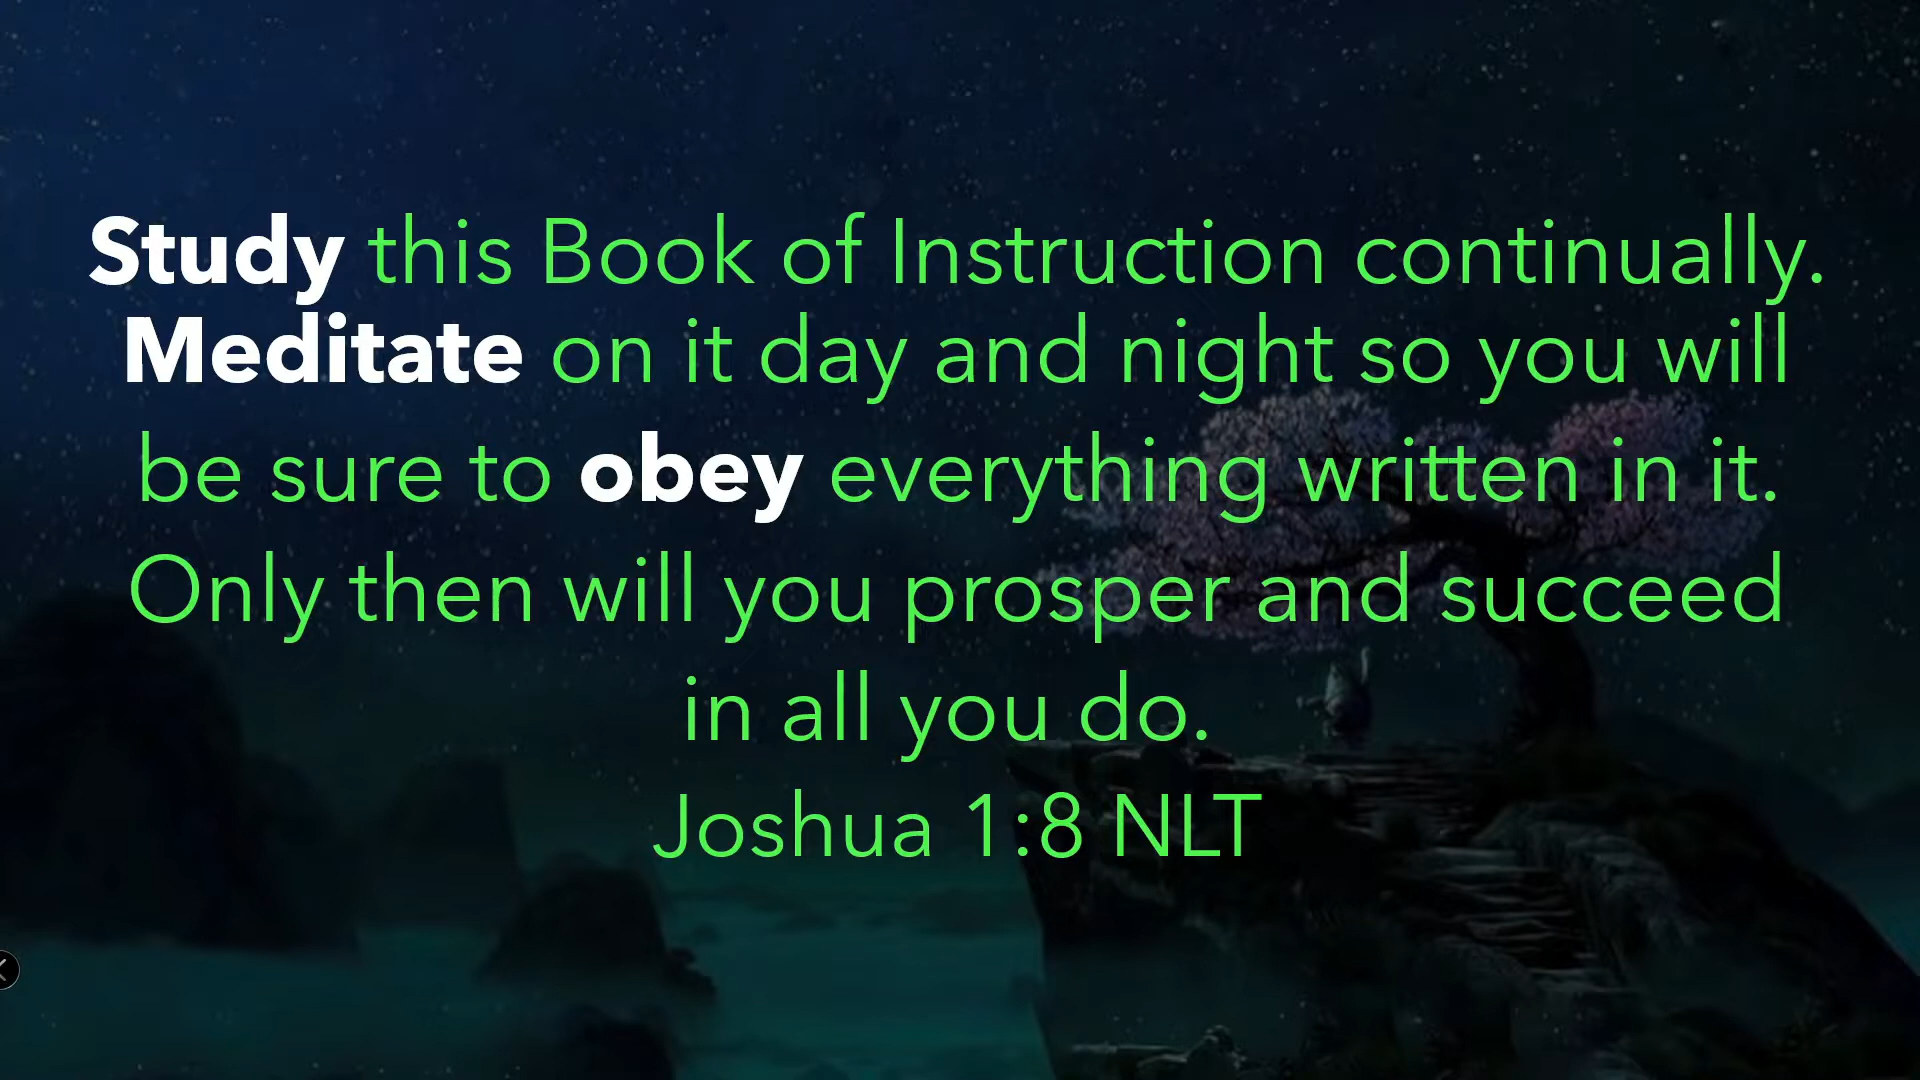 Study this Book of Instruction continually.
Meditate on it day and night so you will
be sure to obey everything written in it.
Only then will you prosper and succeed
in all you do.
Joshua 1:8 NLT